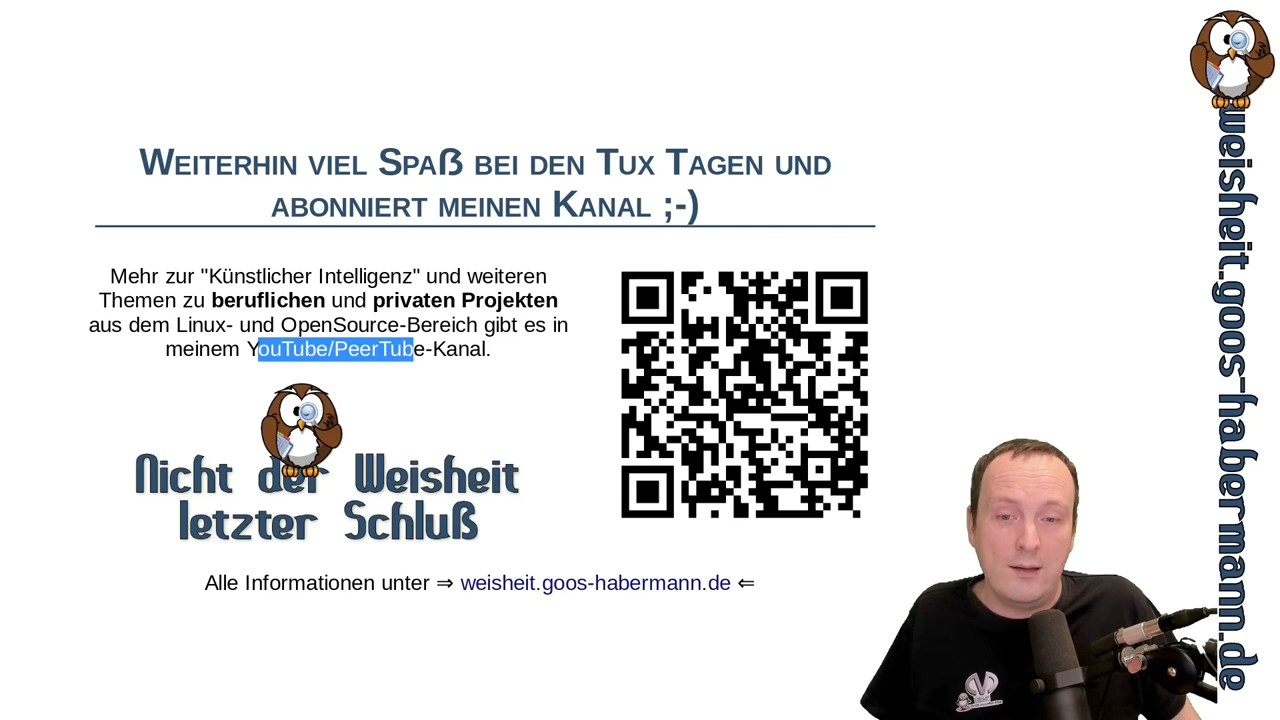 Weiterhin viel Spaß bei den Tux Tagen und
abonniert meinen Kanal ;-)
Mehr zur "Künstlicher Intelligenz" und weiteren
Themen zu beruflichen und privaten Projekten
aus dem Linux- und OpenSource-Bereich gibt es in
meinem YouTube/PeerTube-Kanal.
Nicht der Weisheit
letzter Schluß
Alle Informationen unter ⇒ weisheit.goos-habermann.de ⇐
weisheit.goos-habermann.de